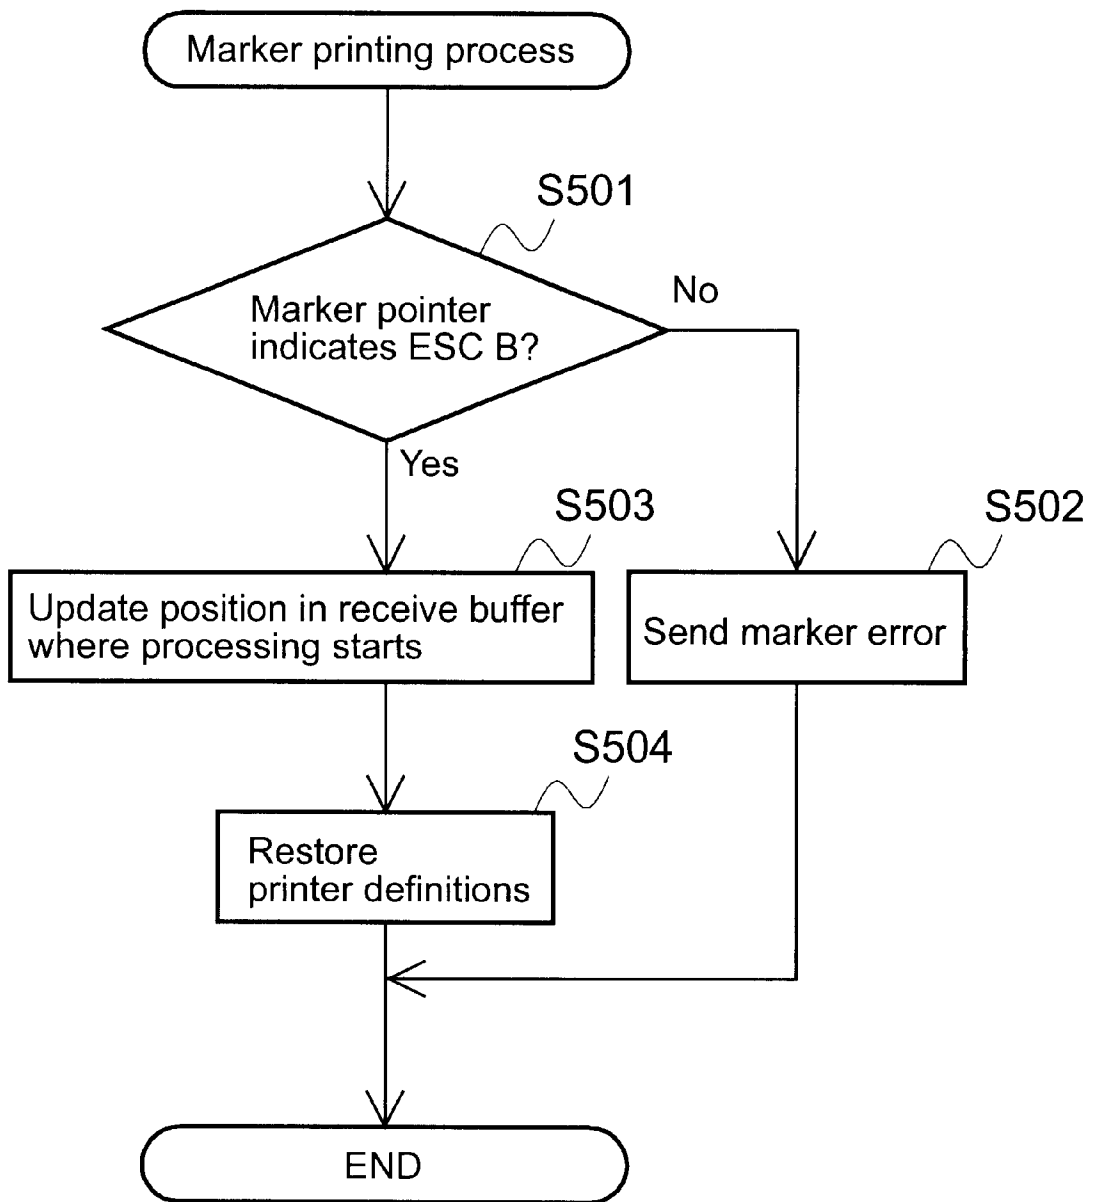 Marker printing process
S501
Marker pointer
indicates ESC B?
No
Yes
S503
S502
Update position in receive buffer
where processing starts
Send marker error
S504
Restore
printer definitions
END